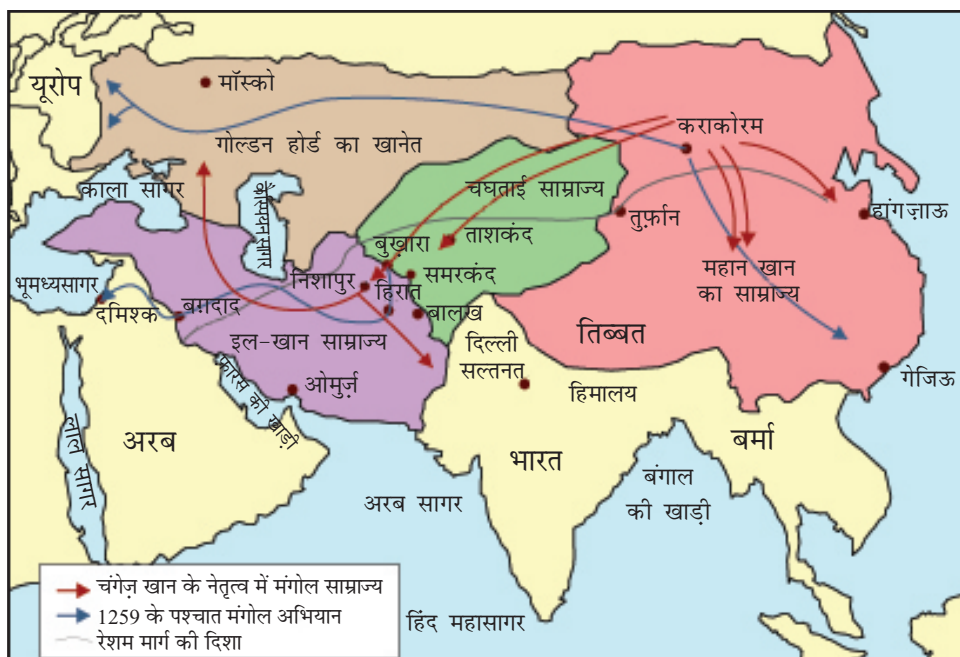 यूरोप
मॉस्को
गोल्डन होर्ड का खानेत
कराकोरम
काला सागर
कैस्पियन सागर
चघताई साम्राज्य
तुर्फ़ान
हांगज़ाऊ
बुख़ारा
ताशकंद
भूमध्यसागर
निशापुर
हिरात
समरकंद
महान खान
का साम्राज्य
दमिश्क
बग़दाद
बालख
इल-खान साम्राज्य
दिल्ली
सल्तनत
तिब्बत
ओमुर्ज़
हिमालय
गेजिऊ
फ़ारस की खाड़ी
लाल सागर
अरब
भारत
बर्मा
अरब सागर
बंगाल
की खाड़ी
चंगेज़ खान के नेतृत्व में मंगोल साम्राज्य
1259 के पश्चात मंगोल अभियान
रेशम मार्ग की दिशा
हिंद महासागर